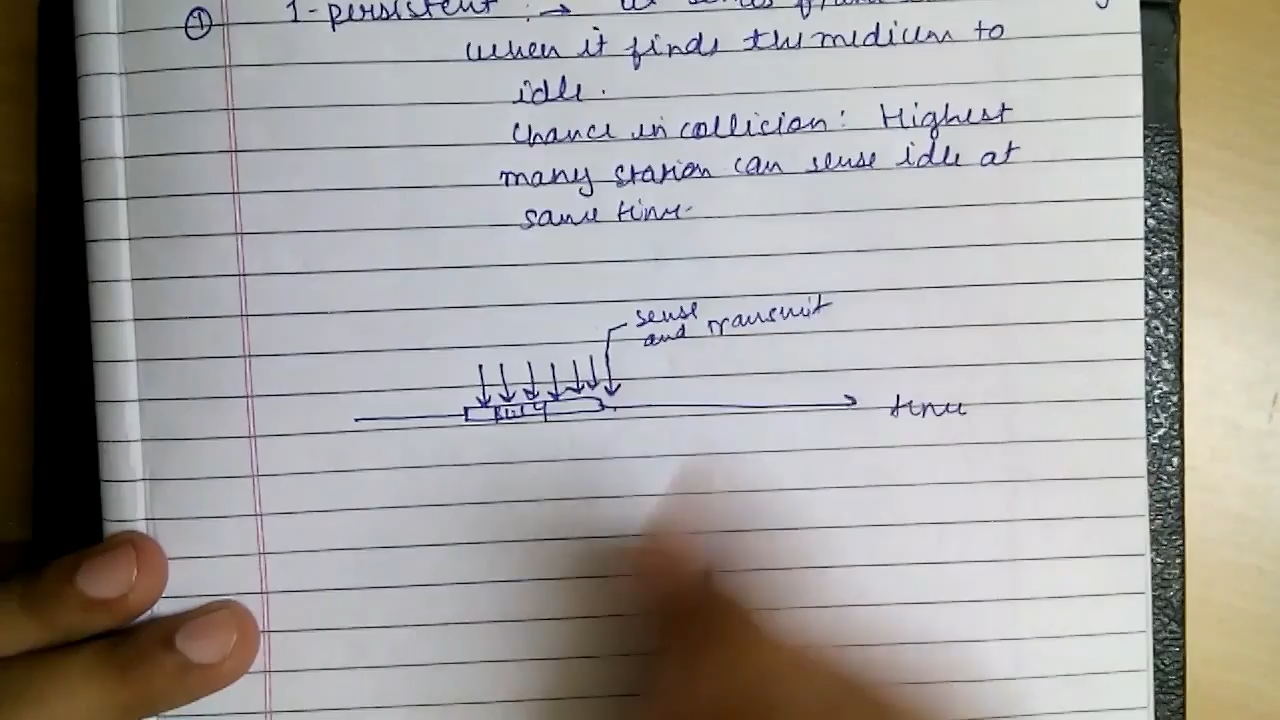 ① 1-persistent : →
when it finds the medium to
idle.
Chance in collicion: Highest
many station can sense idle at
same time.
sense
and transmit
Busy
time